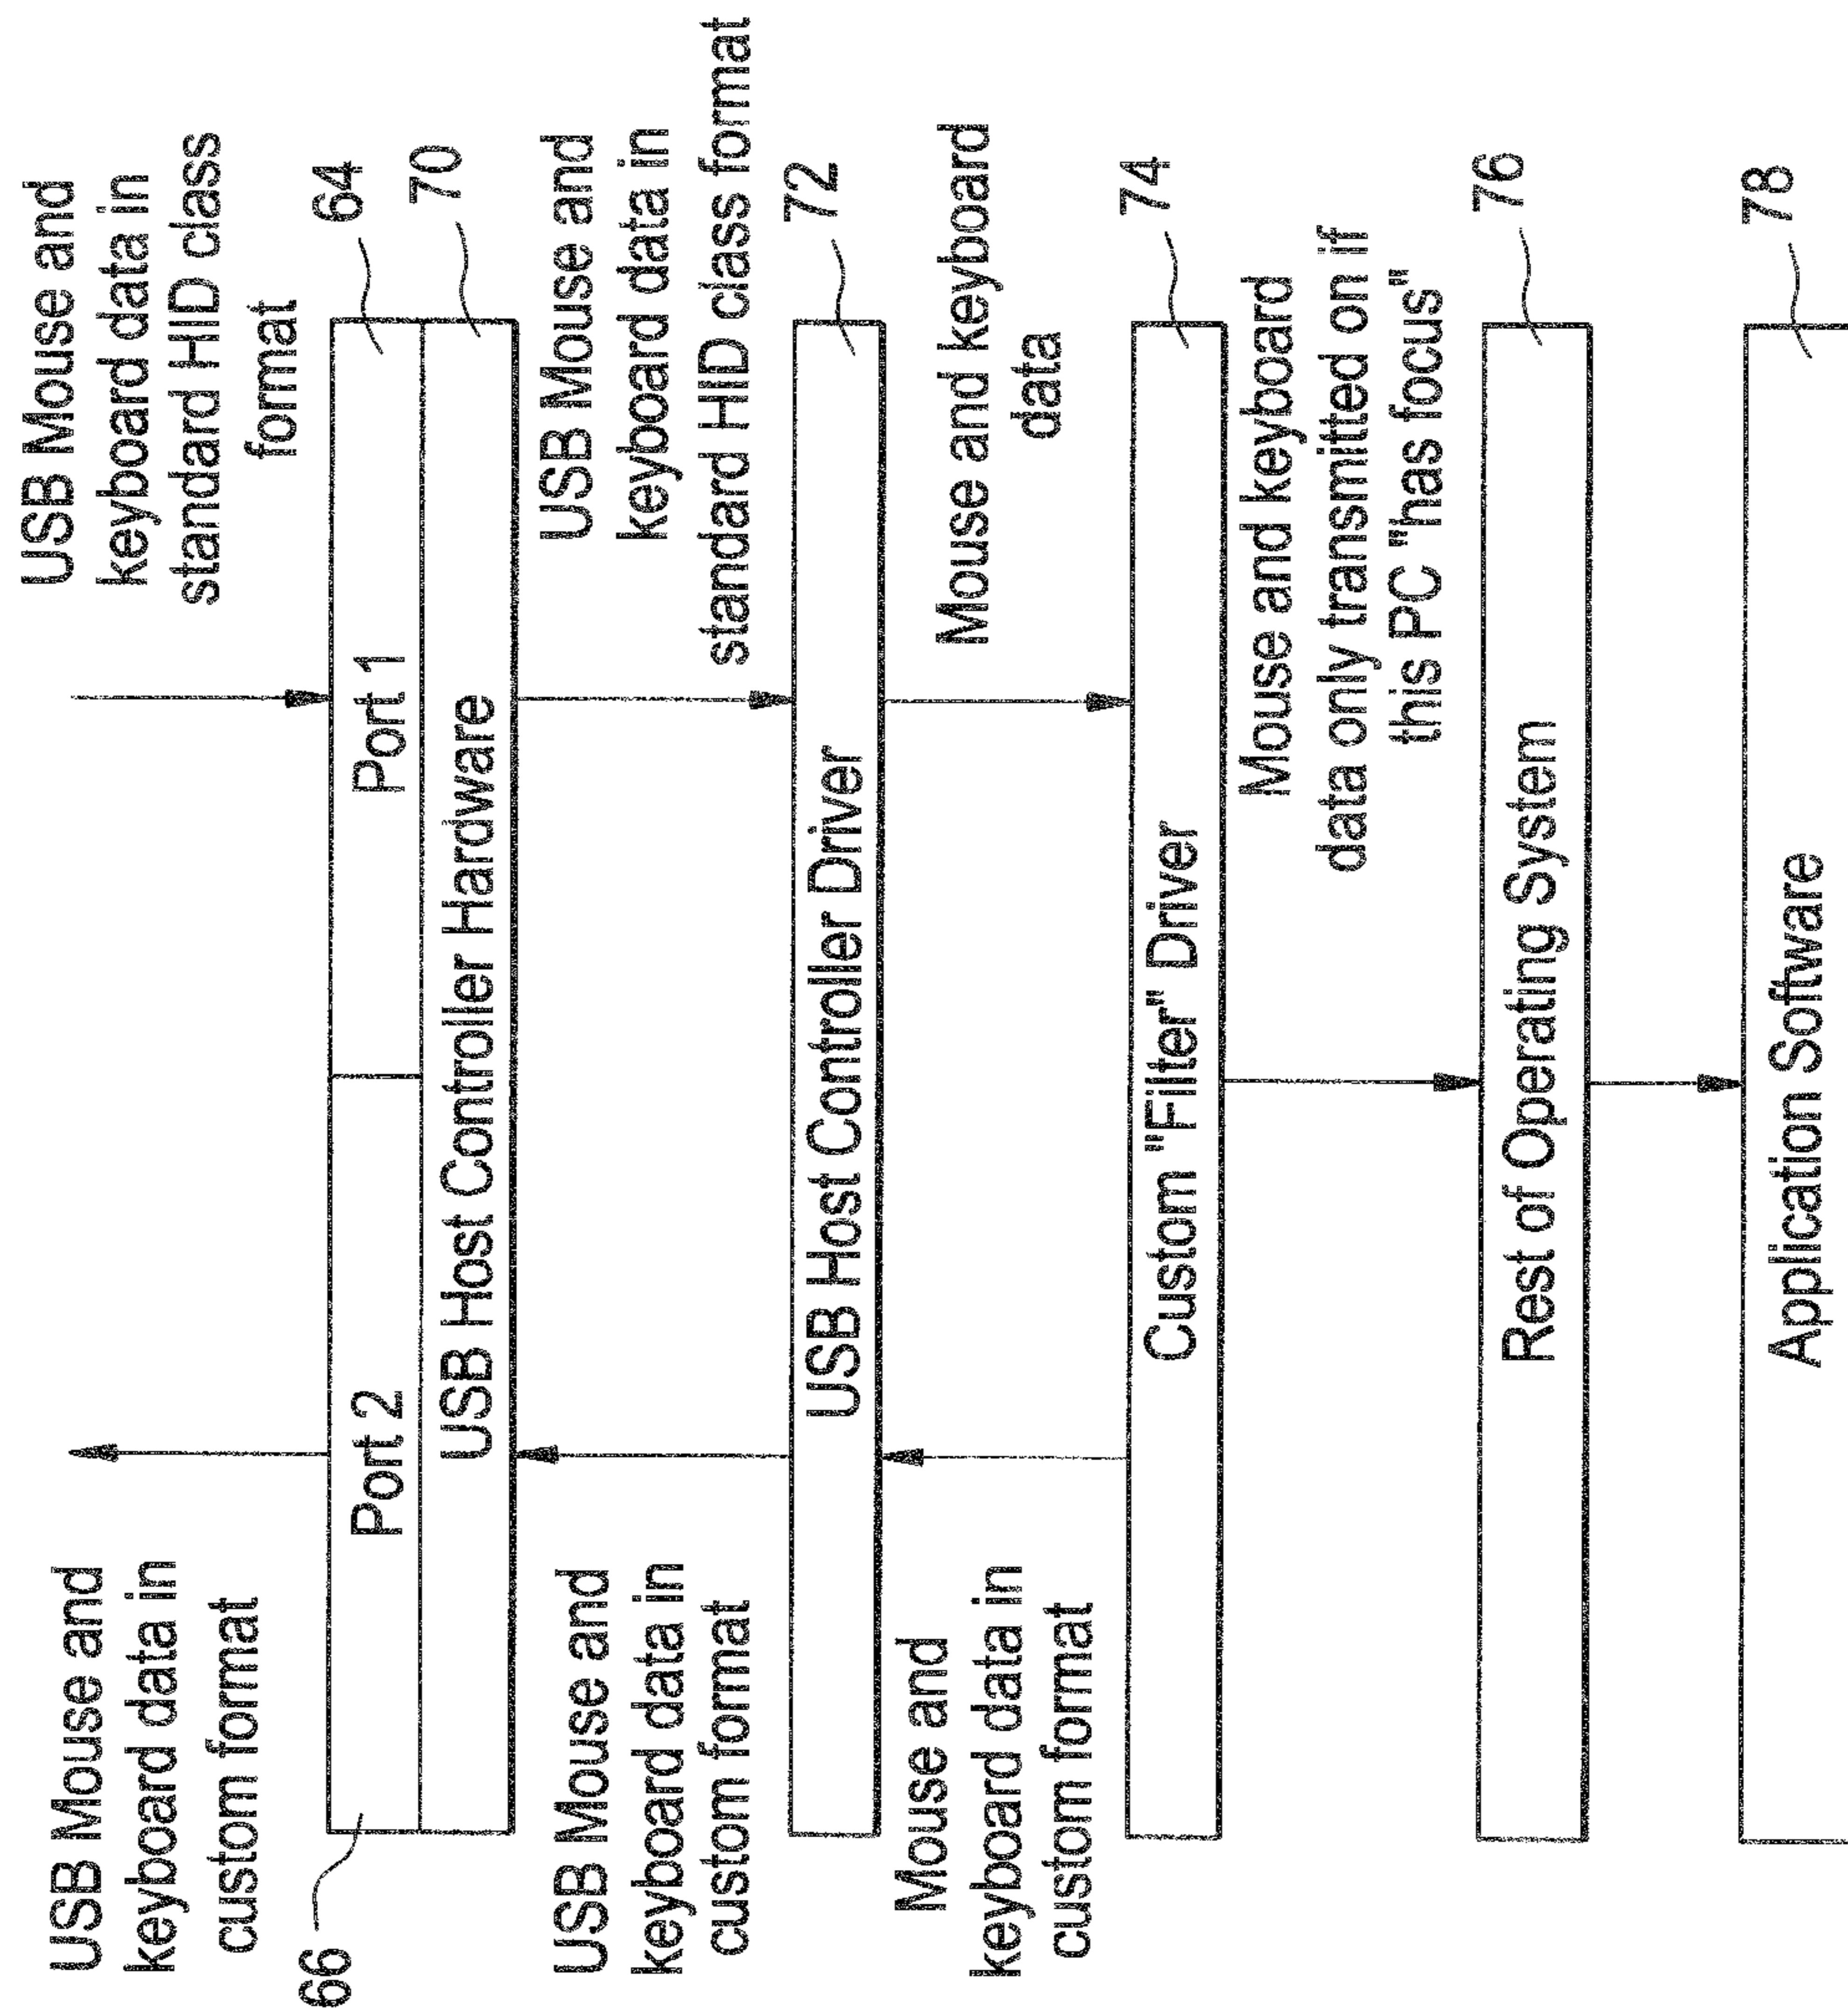 USB Mouse and
keyboard data in
custom format
USB Mouse and
keyboard data in
standard HID class
format
66
Port 2
Port 1
64
USB Host Controller Hardware
70
USB Mouse and
keyboard data in
custom format
USB Mouse and
keyboard data in
standard HID class format
USB Host Controller Driver
72
Mouse and
keyboard data in
custom format
Mouse and keyboard
data
Custom "Filter" Driver
74
Mouse and keyboard
data only transmitted on if
this PC "has focus"
Rest of Operating System
76
Application Software
78